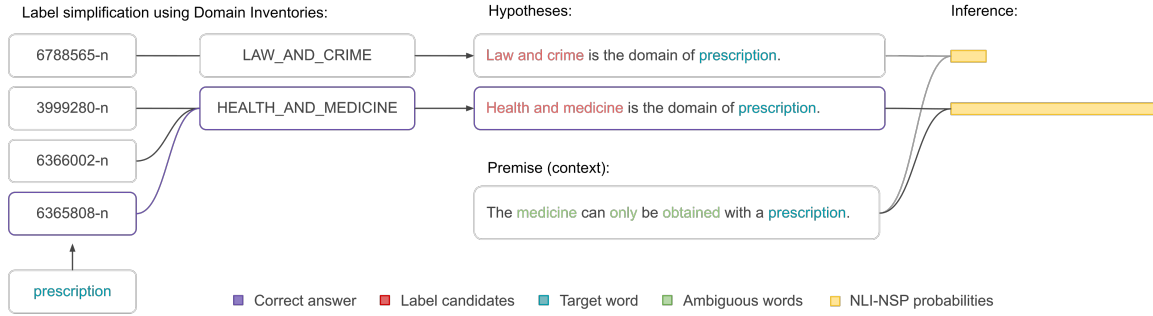 Label simplification using Domain Inventories:
Hypotheses:
Inference:
6788565-n
LAW_AND_CRIME
Law and crime is the domain of prescription.
3999280-n
HEALTH_AND_MEDICINE
Health and medicine is the domain of prescription.
6366002-n
Premise (context):
6365808-n
The medicine can only be obtained with a prescription.
prescription
Correct answer
Label candidates
Target word
Ambiguous words
NLI-NSP probabilities